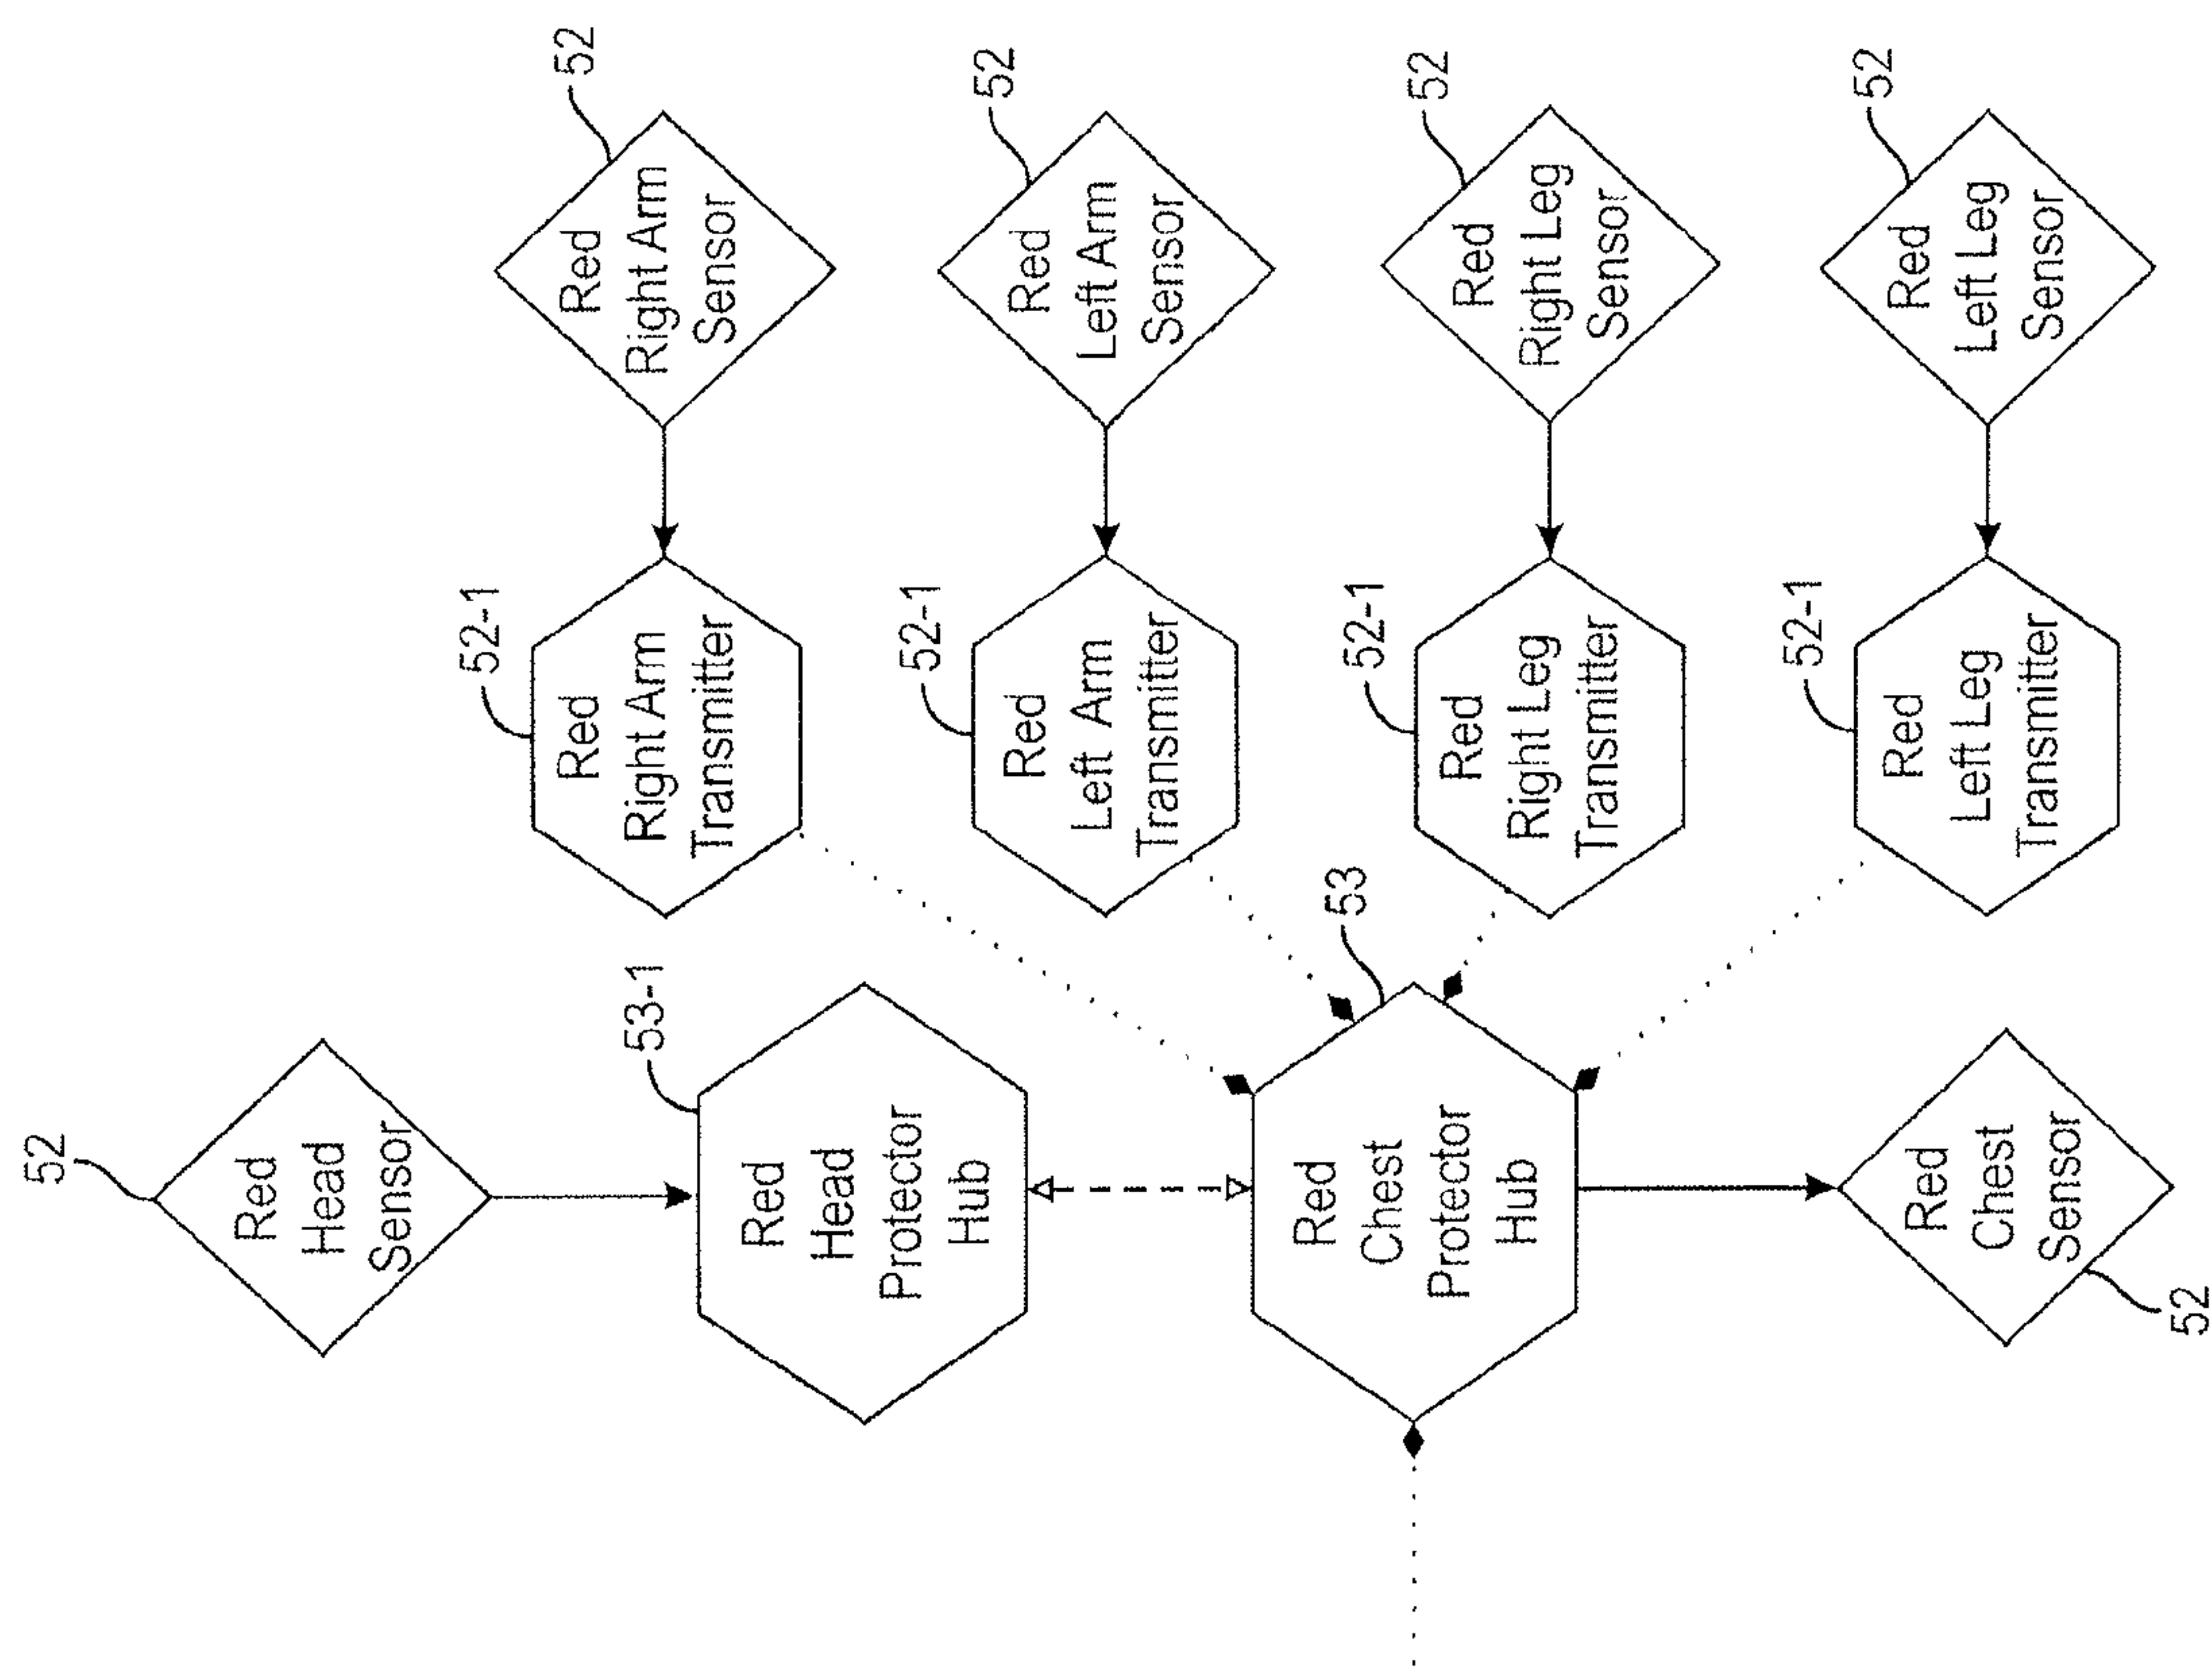 52
Red
Head
Sensor
53-1
Red
Head
Protector
Hub
52-1
Red
Right Arm
Transmitter
52
Red
Right Arm
Sensor
52-1
Red
Left Arm
Transmitter
52
Red
Left Arm
Sensor
53
Red
Chest
Protector
Hub
52-1
Red
Right Leg
Transmitter
52
Red
Right Leg
Sensor
Red
Chest
Sensor
52
52-1
Red
Left Leg
Transmitter
52
Red
Left Leg
Sensor